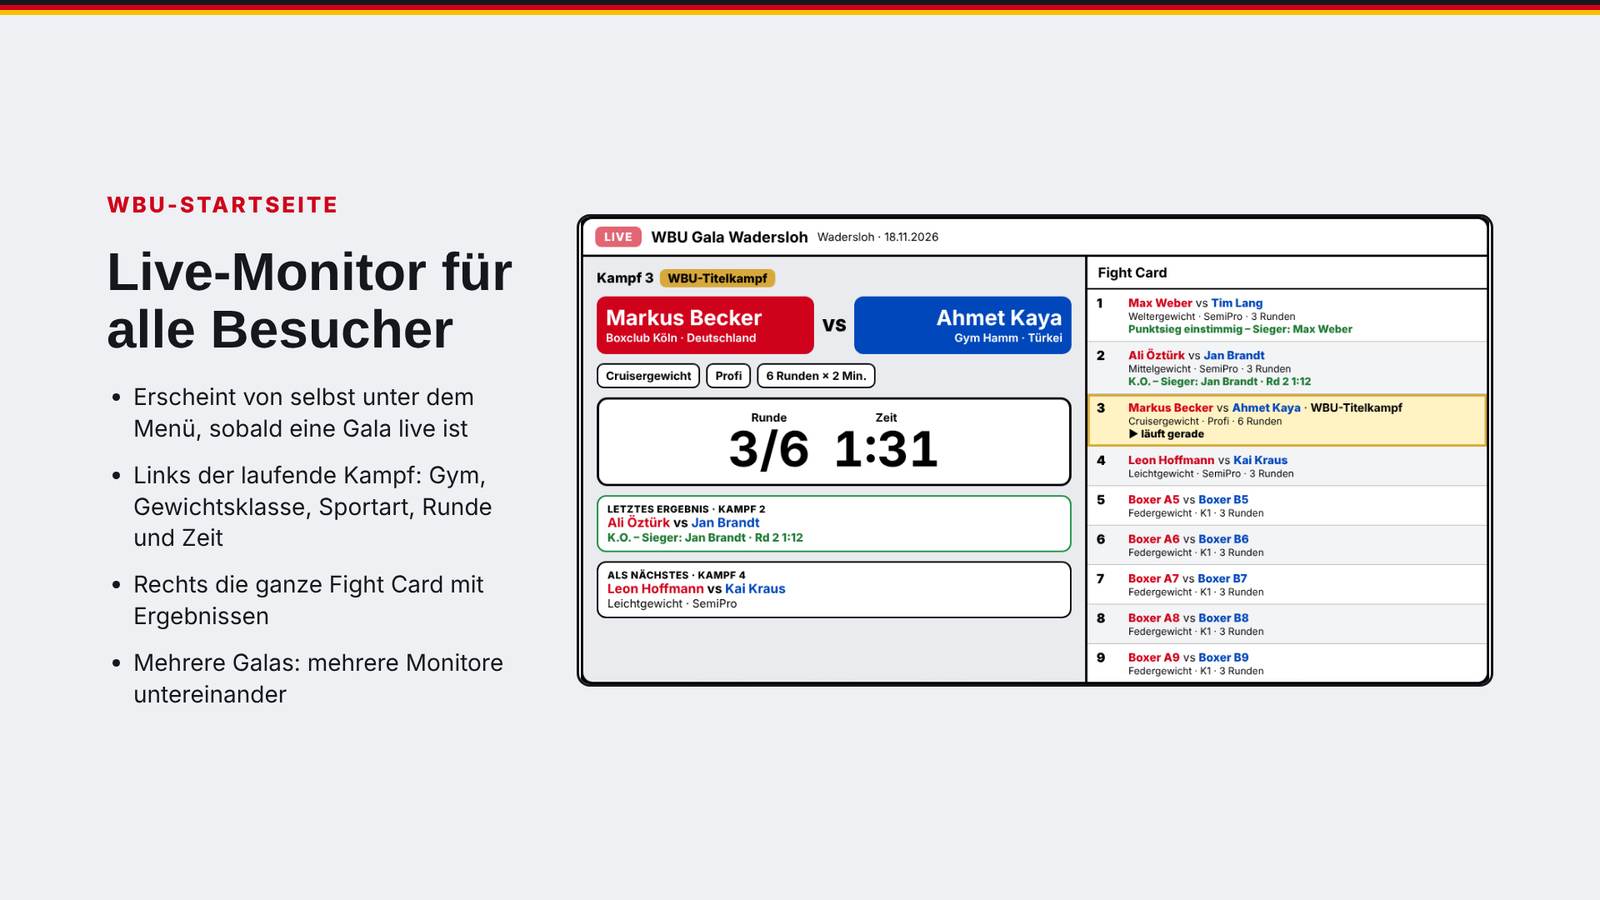 WBU-STARTSEITE
Live-Monitor für
alle Besucher
• Erscheint von selbst unter dem
Menü, sobald eine Gala live ist
• Links der laufende Kampf: Gym,
Gewichtsklasse, Sportart, Runde
und Zeit
• Rechts die ganze Fight Card mit
Ergebnissen
• Mehrere Galas: mehrere Monitore
untereinander
LIVE WBU Gala Wadersloh Wadersloh · 18.11.2026
Kampf 3 WBU-Titelkampf
Markus Becker
Boxclub Köln · Deutschland
vs
Ahmet Kaya
Gym Hamm · Türkei
Cruisergewicht Profi 6 Runden × 2 Min.
Runde Zeit
3/6 1:31
LETZTES ERGEBNIS · KAMPF 2
Ali Öztürk vs Jan Brandt
K.O. – Sieger: Jan Brandt · Rd 2 1:12
ALS NÄCHSTES · KAMPF 4
Leon Hoffmann vs Kai Kraus
Leichtgewicht · SemiPro
Fight Card
1 Max Weber vs Tim Lang
Weltergewicht · SemiPro · 3 Runden
Punktsieg einstimmig – Sieger: Max Weber
2 Ali Öztürk vs Jan Brandt
Mittelgewicht · SemiPro · 3 Runden
K.O. – Sieger: Jan Brandt · Rd 2 1:12
3 Markus Becker vs Ahmet Kaya · WBU-Titelkampf
Cruisergewicht · Profi · 6 Runden
▶ läuft gerade
4 Leon Hoffmann vs Kai Kraus
Leichtgewicht · SemiPro · 3 Runden
5 Boxer A5 vs Boxer B5
Federgewicht · K1 · 3 Runden
6 Boxer A6 vs Boxer B6
Federgewicht · K1 · 3 Runden
7 Boxer A7 vs Boxer B7
Federgewicht · K1 · 3 Runden
8 Boxer A8 vs Boxer B8
Federgewicht · K1 · 3 Runden
9 Boxer A9 vs Boxer B9
Federgewicht · K1 · 3 Runden